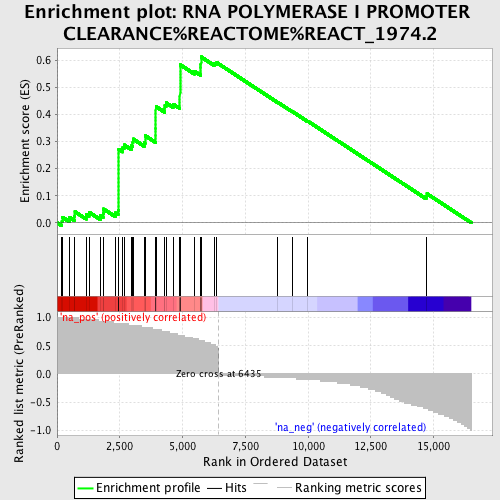 Enrichment plot: RNA POLYMERASE I PROMOTER
CLEARANCE%REACTOME%REACT_1974.2
Enrichment score (ES)
0.6
0.5
0.4
0.3
0.2
0.1
0.0
'na_pos' (positively correlated)
Ranked list metric (PreRanked)
1.0
0.5
0.0
-0.5
-1.0
Zero cross at 6435
'na_neg' (negatively correlated)
0 2,500 5,000 7,500 10,000 12,500 15,000
Rank in Ordered Dataset
Enrichment profile Hits Ranking metric scores